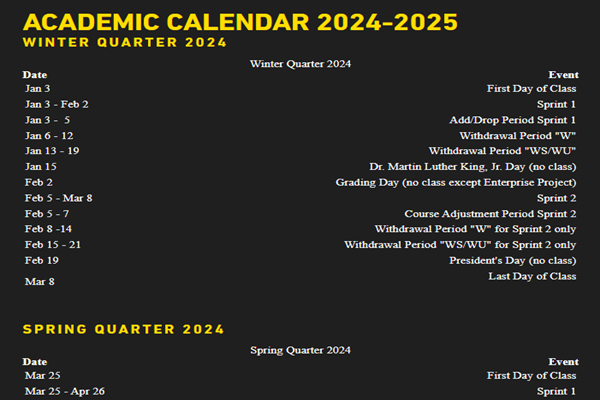 ACADEMIC CALENDAR 2024-2025
WINTER QUARTER 2024
Winter Quarter 2024
Date Event
Jan 3 First Day of Class
Jan 3 - Feb 2 Sprint 1
Jan 3 - 5 Add/Drop Period Sprint 1
Jan 6 - 12 Withdrawal Period "W"
Jan 13 - 19 Withdrawal Period "WS/WU"
Jan 15 Dr. Martin Luther King, Jr. Day (no class)
Feb 2 Grading Day (no class except Enterprise Project)
Feb 5 - Mar 8 Sprint 2
Feb 5 - 7 Course Adjustment Period Sprint 2
Feb 8 -14 Withdrawal Period "W" for Sprint 2 only
Feb 15 - 21 Withdrawal Period "WS/WU" for Sprint 2 only
Feb 19 President's Day (no class)
Mar 8 Last Day of Class
SPRING QUARTER 2024
Spring Quarter 2024
Date Event
Mar 25 First Day of Class
Mar 25 - Apr 26 Sprint 1